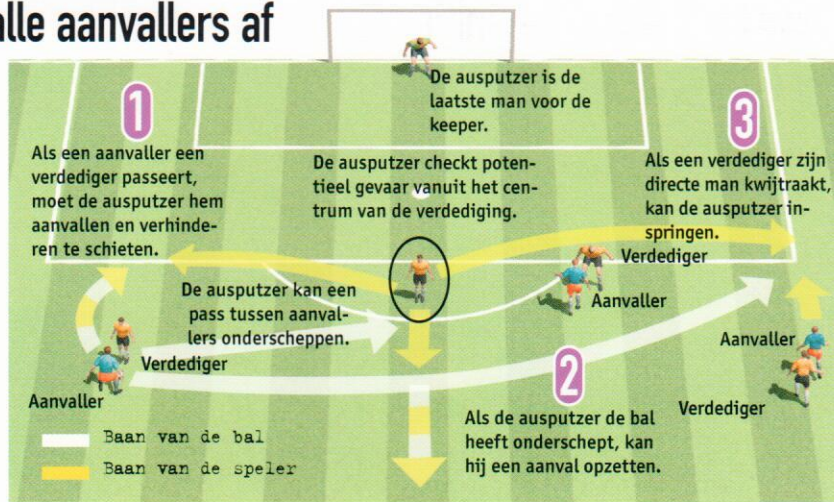 alle aanvallers af
De ausputzer is de
laatste man voor de
keeper.
1
Als een aanvaller een
verdediger passeert,
moet de ausputzer hem
aanvallen en verhinde-
ren te schieten.
De ausputzer checkt poten-
tieel gevaar vanuit het cen-
trum van de verdediging.
3
Als een verdediger zijn
directe man kwijtraakt,
kan de ausputzer in-
springen.
Verdediger
Aanvaller
De ausputzer kan een
pass tussen aanval-
lers onderscheppen.
Verdediger
Aanvaller
Aanvaller
Verdediger
2
Als de ausputzer de bal
heeft onderschept, kan
hij een aanval opzetten.
Baan van de bal
Baan van de speler